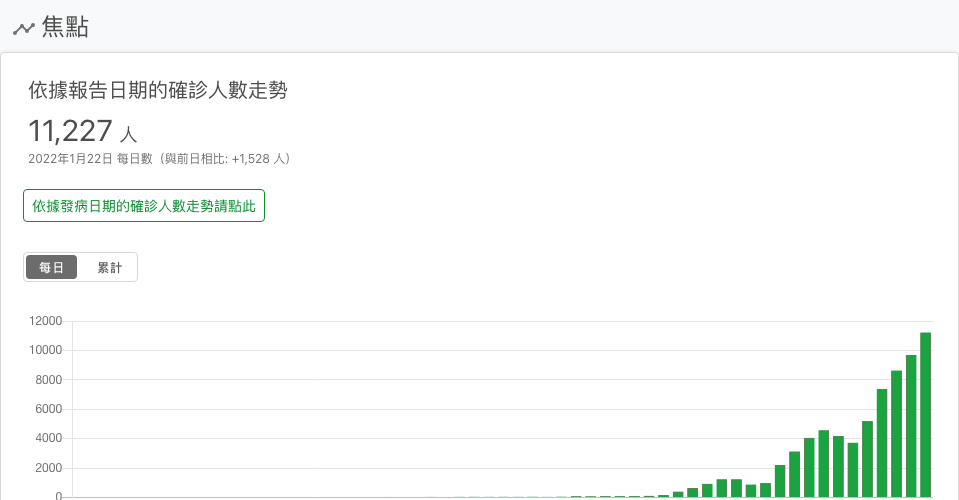 焦點
依據報告日期的確診人數走勢
11,227 人
2022年1月22日 每日數（與前日相比: +1,528 人）
依據發病日期的確診人數走勢請點此
每日 累計
12000
10000
8000
6000
4000
2000
0